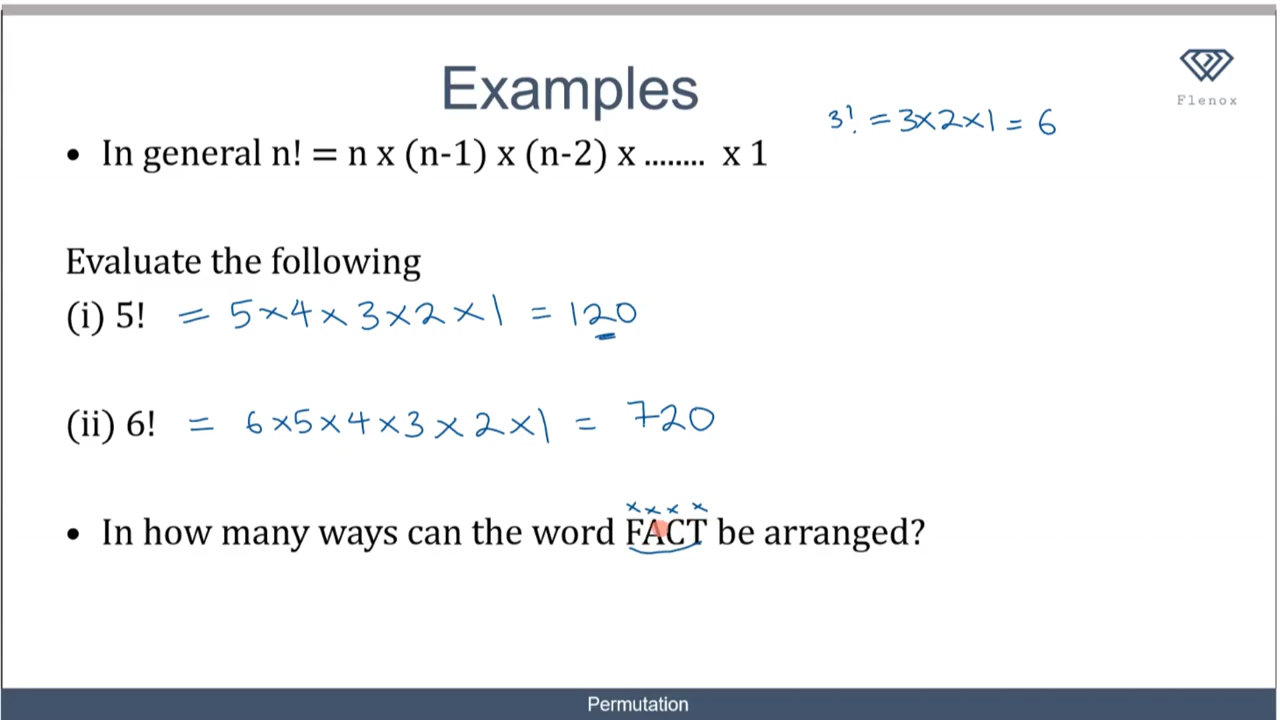 Examples
Flenox
3! = 3×2×1 = 6
• In general n! = n x (n-1) x (n-2) x ........ x 1
Evaluate the following
(i) 5! = 5×4×3×2×1 = 120
(ii) 6! = 6×5×4×3×2×1 = 720
× × × ×
• In how many ways can the word FACT be arranged?
Permutation